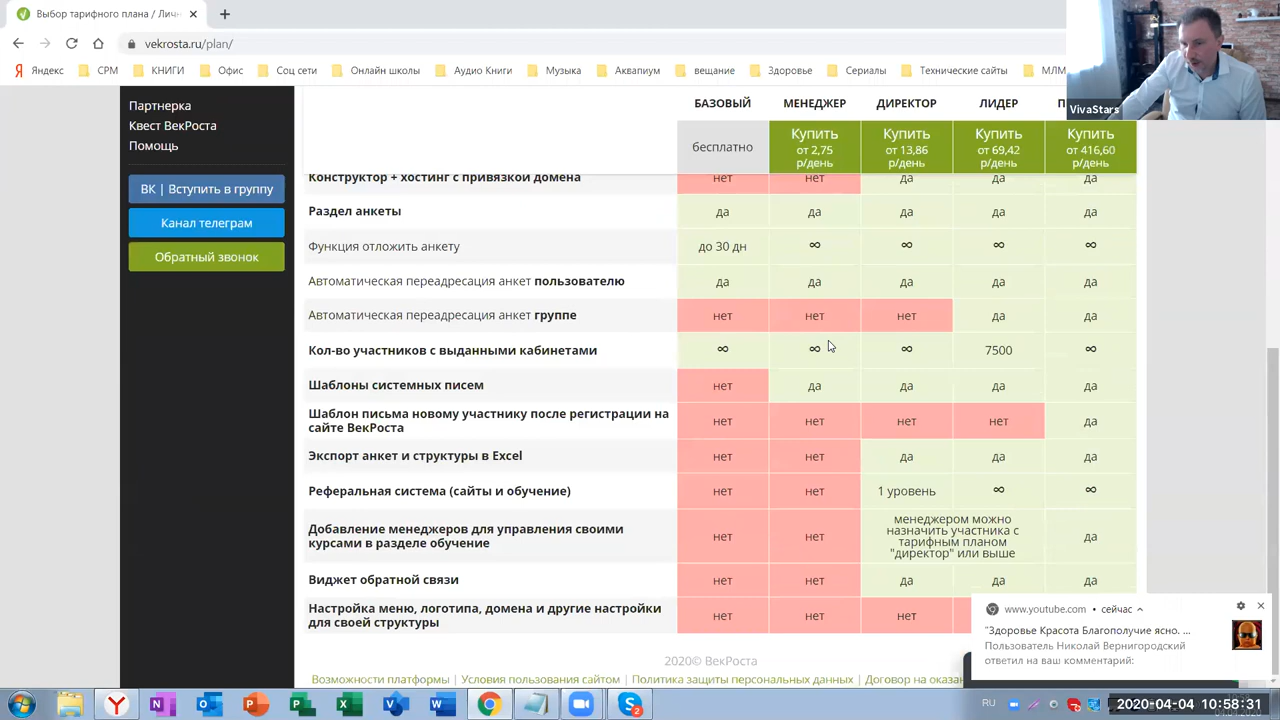 Выбор тарифного плана / Личн
vekrosta.ru/plan/
Яндекс СРМ КНИГИ Офис Соц сети Онлайн школы Аудио Книги Музыка Аквапиум вещание Здоровье Сериалы Технические сайты МЛМ
VivaStars
Партнерка
Квест ВекРоста
Помощь
ВК | Вступить в группу
Канал телеграм
Обратный звонок
БАЗОВЫЙ МЕНЕДЖЕР ДИРЕКТОР ЛИДЕР П
бесплатно
Купить
от 2,75
р/день
Купить
от 13,86
р/день
Купить
от 69,42
р/день
Купить
от 416,60
р/день
Конструктор + хостинг с привязкой домена нет нет да да да
Раздел анкеты да да да да да
Функция отложить анкету до 30 дн ∞ ∞ ∞ ∞
Автоматическая переадресация анкет пользователю да да да да да
Автоматическая переадресация анкет группе нет нет нет да да
Кол-во участников с выданными кабинетами ∞ ∞ ∞ 7500 ∞
Шаблоны системных писем нет да да да да
Шаблон письма новому участнику после регистрации на
сайте ВекРоста
нет нет нет нет да
Экспорт анкет и структуры в Excel нет нет да да да
Реферальная система (сайты и обучение) нет нет 1 уровень ∞ ∞
Добавление менеджеров для управления своими
курсами в разделе обучение
нет нет
менеджером можно
назначить участника с
тарифным планом
"директор" или выше
да
Виджет обратной связи нет нет да да да
Настройка меню, логотипа, домена и другие настройки
для своей структуры
нет нет нет
www.youtube.com • сейчас
"Здоровье Красота Благополучие ясно. ...
Пользователь Николай Вернигородский
ответил на ваш комментарий:
2020© ВекРоста
Возможности платформы | Условия пользования сайтом | Политика защиты персональных данных | Договор на оказан
RU
2020-04-04 10:58:31